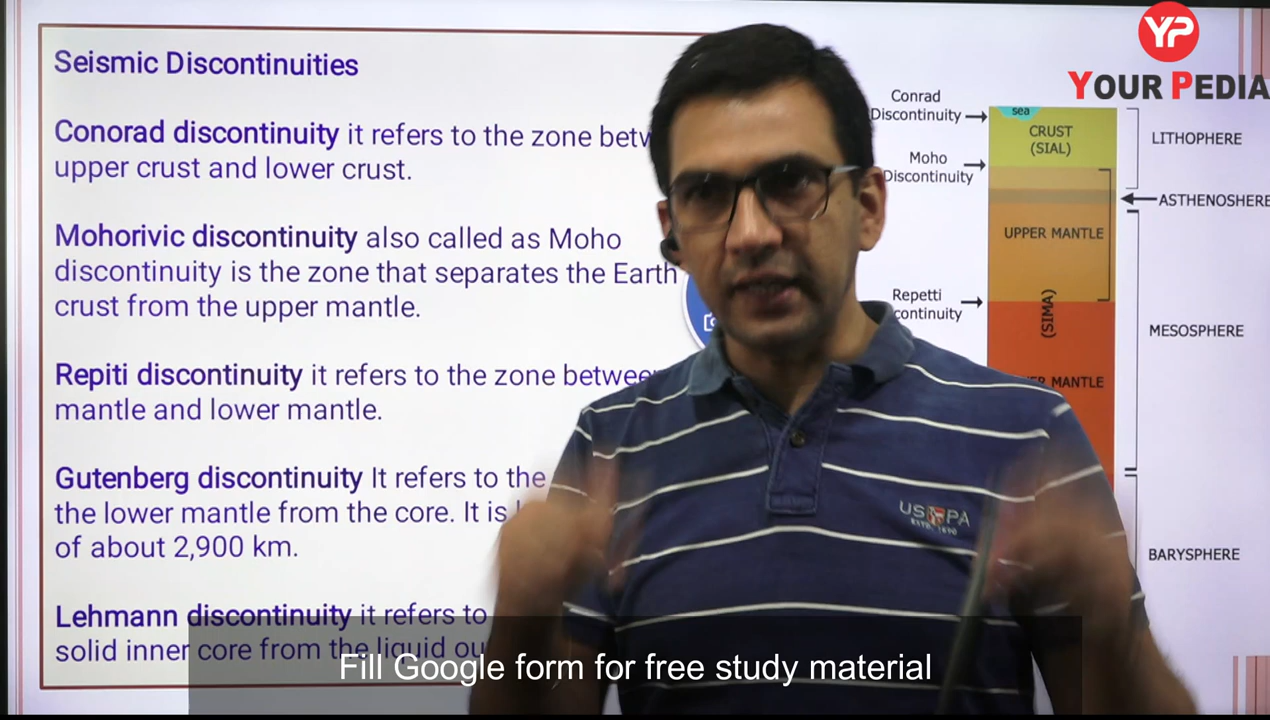 Seismic Discontinuities
Conorad discontinuity it refers to the zone
upper crust and lower crust.
Mohorivic discontinuity also called as Moho
discontinuity is the zone that separates the Earth
crust from the upper mantle.
Repiti discontinuity it refers to the zone between
mantle and lower mantle.
Gutenberg discontinuity It refers to the
the lower mantle from the core. It is
of about 2,900 km.
Lehmann discontinuity it refers to
solid inner core from the liquid
YP
YOUR PEDIA
Conrad
Discontinuity
sea
CRUST
(SIAL)
LITHOPHERE
Moho
Discontinuity
ASTHENOSHERE
UPPER MANTLE
Repetti
continuity
(SIMA)
MESOSPHERE
MANTLE
BARYSPHERE
US PA
ESTD. 1890
Fill Google form for free study material